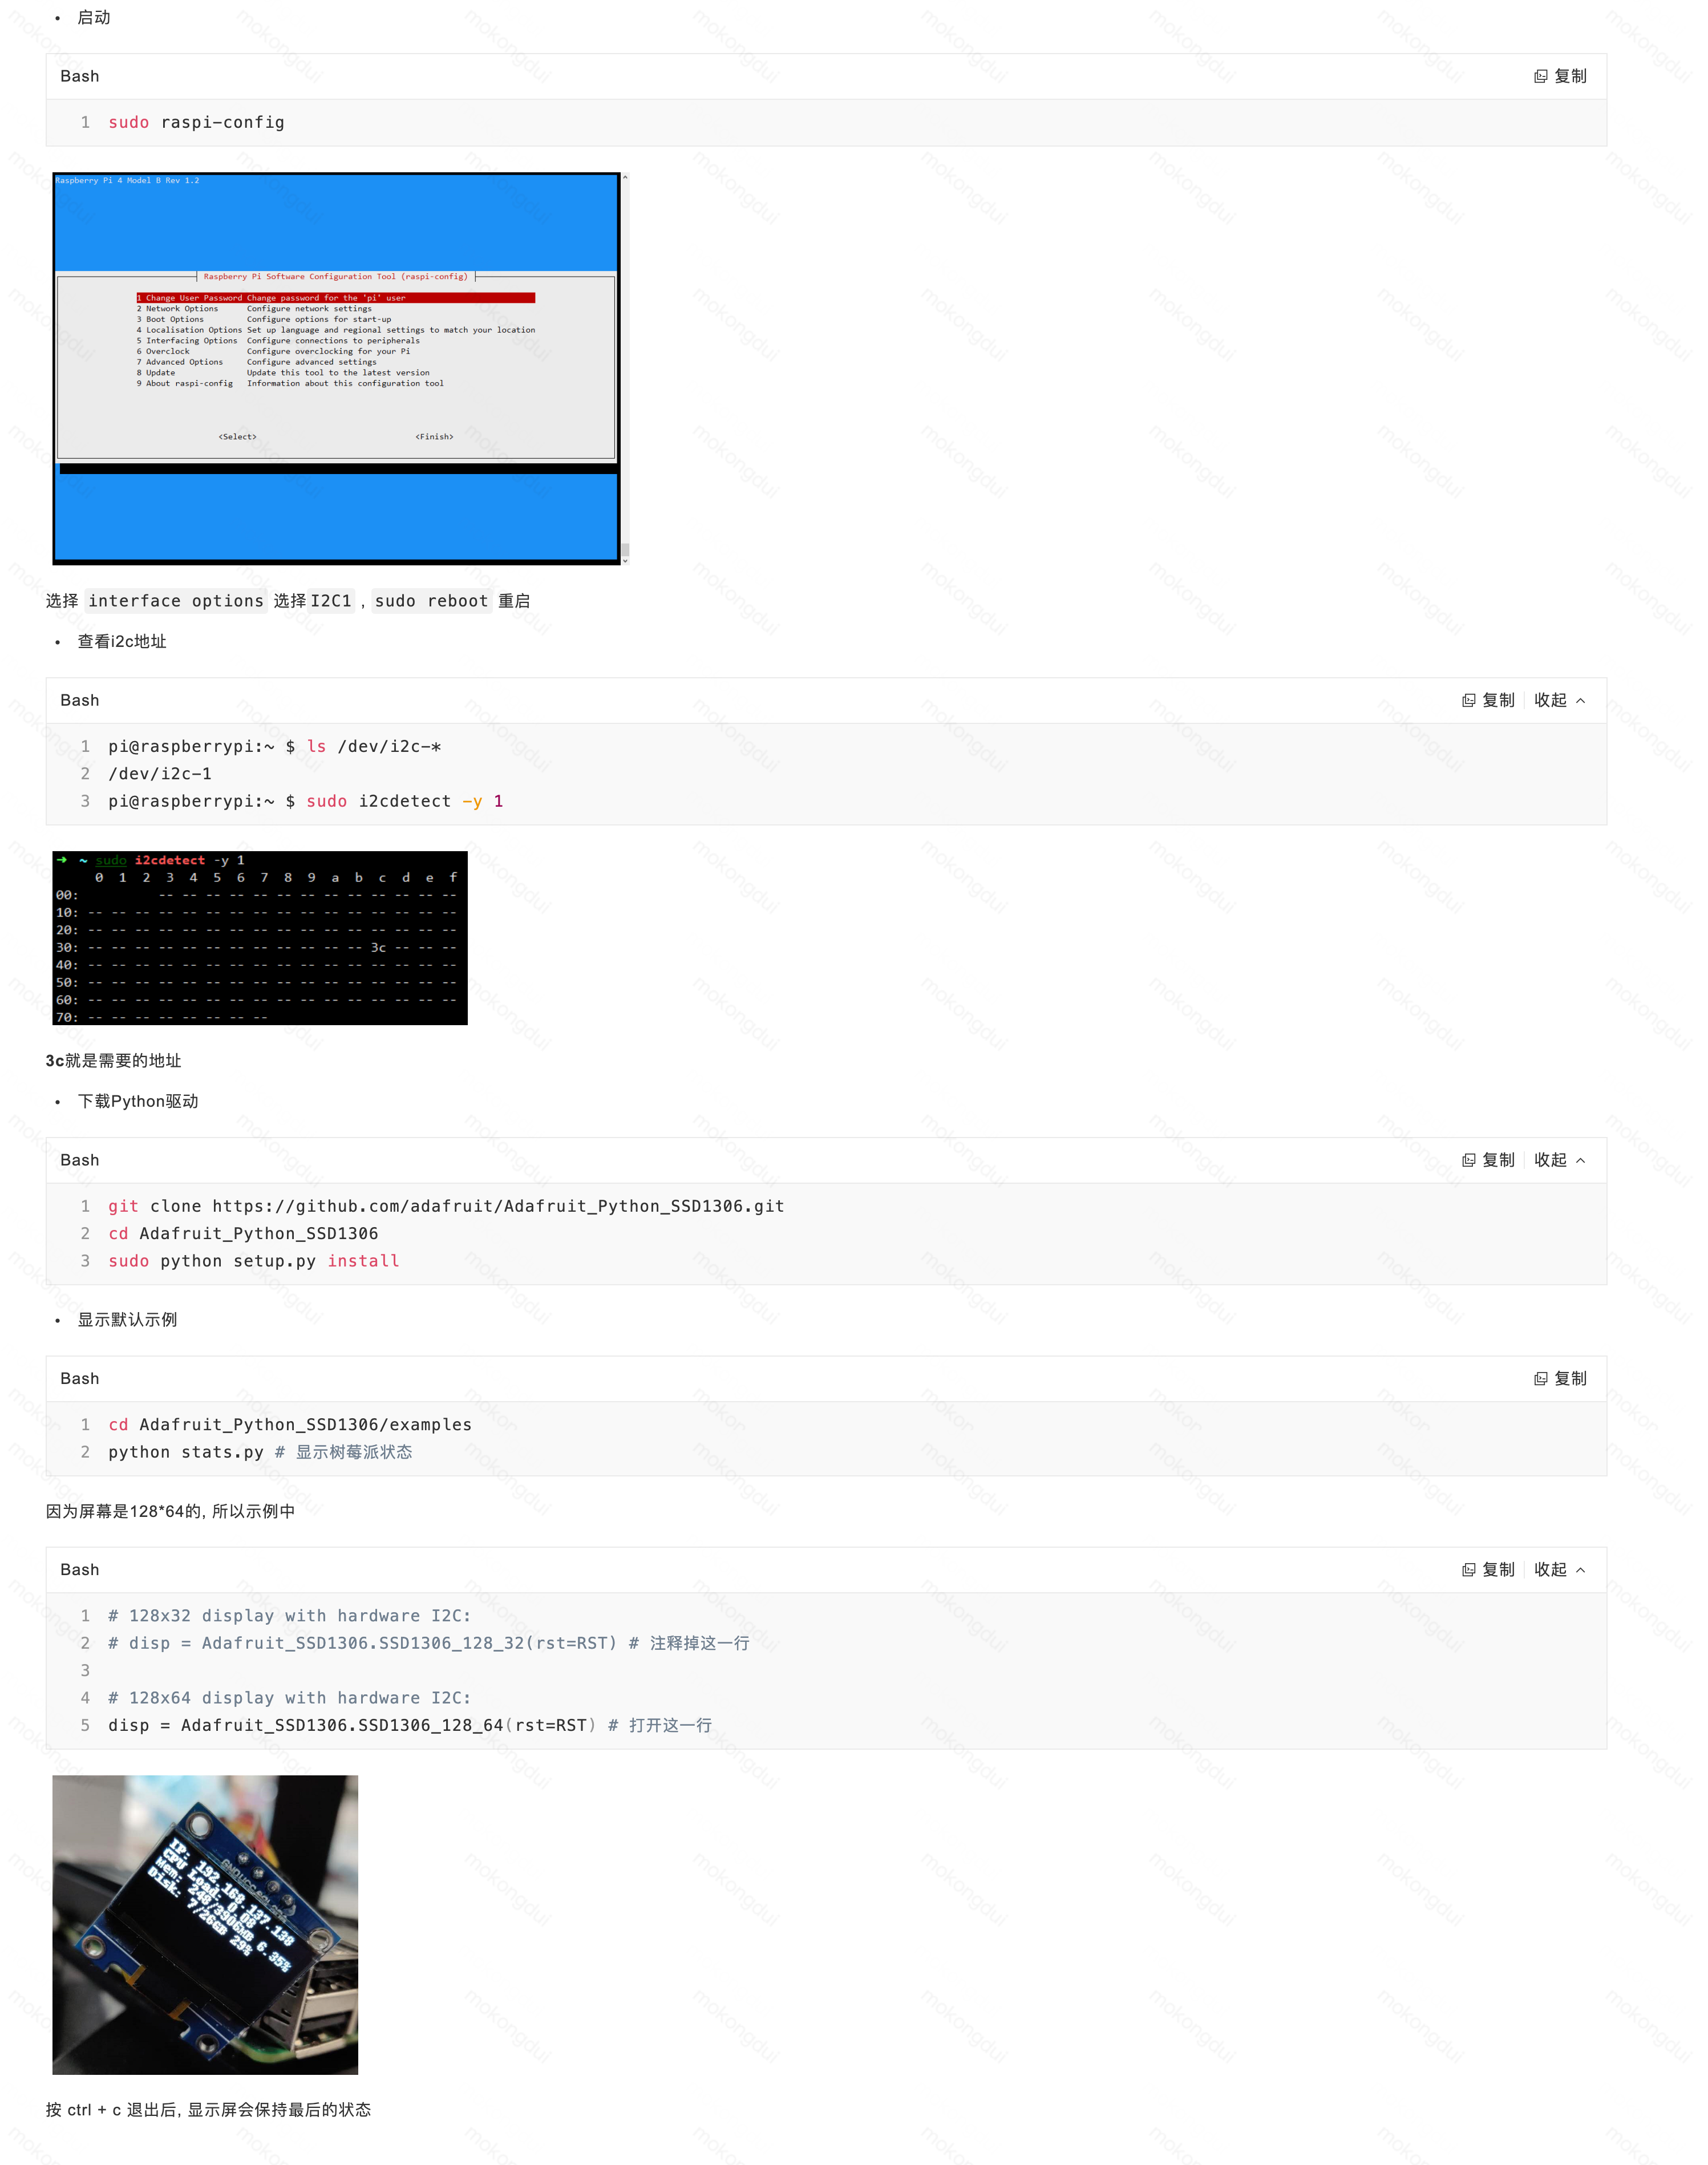 • 启动
Bash 复制
1 sudo raspi-config
Raspberry Pi 4 Model B Rev 1.2
Raspberry Pi Software Configuration Tool (raspi-config)
1 Change User Password Change password for the 'pi' user
2 Network Options Configure network settings
3 Boot Options Configure options for start-up
4 Localisation Options Set up language and regional settings to match your location
5 Interfacing Options Configure connections to peripherals
6 Overclock Configure overclocking for your Pi
7 Advanced Options Configure advanced settings
8 Update Update this tool to the latest version
9 About raspi-config Information about this configuration tool
<Select> <Finish>
选择 interface options 选择 I2C1 , sudo reboot 重启
• 查看i2c地址
Bash 复制 收起
1 pi@raspberrypi:~ $ ls /dev/i2c-*
2 /dev/i2c-1
3 pi@raspberrypi:~ $ sudo i2cdetect -y 1
➜ ~ sudo i2cdetect -y 1
0 1 2 3 4 5 6 7 8 9 a b c d e f
00: -- -- -- -- -- -- -- -- -- -- -- -- --
10: -- -- -- -- -- -- -- -- -- -- -- -- -- -- -- --
20: -- -- -- -- -- -- -- -- -- -- -- -- -- -- -- --
30: -- -- -- -- -- -- -- -- -- -- -- -- 3c -- -- --
40: -- -- -- -- -- -- -- -- -- -- -- -- -- -- -- --
50: -- -- -- -- -- -- -- -- -- -- -- -- -- -- -- --
60: -- -- -- -- -- -- -- -- -- -- -- -- -- -- -- --
70: -- -- -- -- -- -- -- --
3c就是需要的地址
• 下载Python驱动
Bash 复制 收起
1 git clone https://github.com/adafruit/Adafruit_Python_SSD1306.git
2 cd Adafruit_Python_SSD1306
3 sudo python setup.py install
• 显示默认示例
Bash 复制
1 cd Adafruit_Python_SSD1306/examples
2 python stats.py # 显示树莓派状态
因为屏幕是128*64的, 所以示例中
Bash 复制 收起
1 # 128x32 display with hardware I2C:
2 # disp = Adafruit_SSD1306.SSD1306_128_32(rst=RST) # 注释掉这一行
3
4 # 128x64 display with hardware I2C:
5 disp = Adafruit_SSD1306.SSD1306_128_64(rst=RST) # 打开这一行
GND VCC SCL SDA
IP: 192.168.137.138
CPU Load: 0.08
Mem: 248/3906MB 6.35%
Disk: 7/26GB 29%
按 ctrl + c 退出后, 显示屏会保持最后的状态
mokongdui